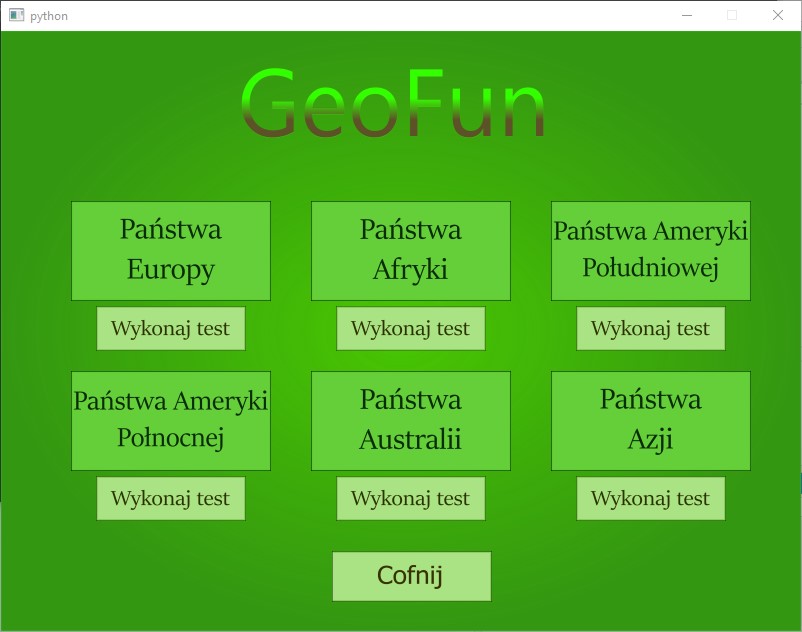 python
GeoFun
Państwa
Europy
Państwa
Afryki
Państwa Ameryki
Południowej
Wykonaj test
Wykonaj test
Wykonaj test
Państwa Ameryki
Połnocnej
Państwa
Australii
Państwa
Azji
Wykonaj test
Wykonaj test
Wykonaj test
Cofnij